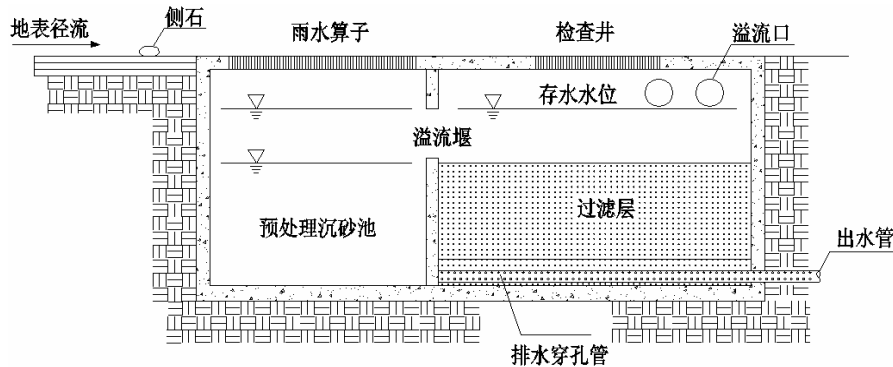 侧石
地表径流
雨水算子
检查井
溢流口
存水水位
溢流堰
过滤层
预处理沉砂池
出水管
排水穿孔管